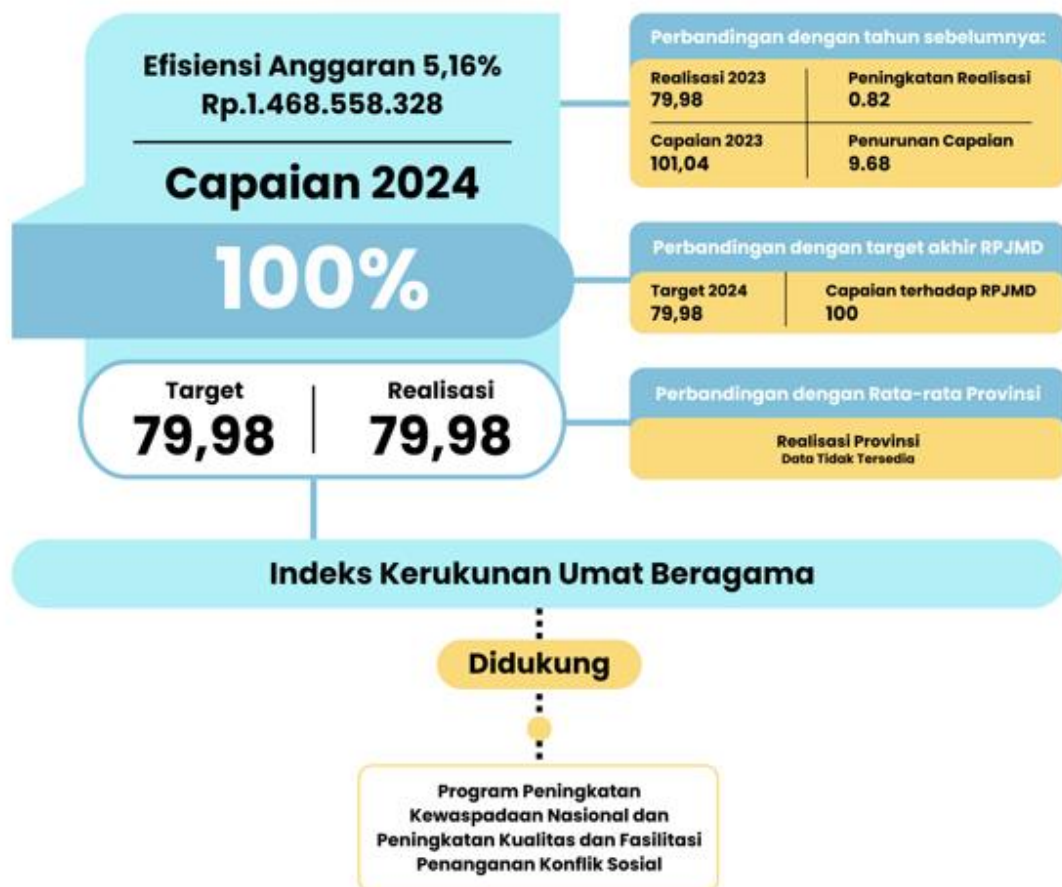 Efisiensi Anggaran 5,16%
Rp.1.468.558.328
Capaian 2024
100%
Target
79,98
Realisasi
79,98
Perbandingan dengan tahun sebelumnya:
Realisasi 2023
79,98
Peningkatan Realisasi
0.82
Capaian 2023
101,04
Penurunan Capaian
9.68
Perbandingan dengan target akhir RPJMD
Target 2024
79,98
Capaian terhadap RPJMD
100
Perbandingan dengan Rata-rata Provinsi
Realisasi Provinsi
Data Tidak Tersedia
Indeks Kerukunan Umat Beragama
Didukung
Program Peningkatan
Kewaspadaan Nasional dan
Peningkatan Kualitas dan Fasilitasi
Penanganan Konflik Sosial